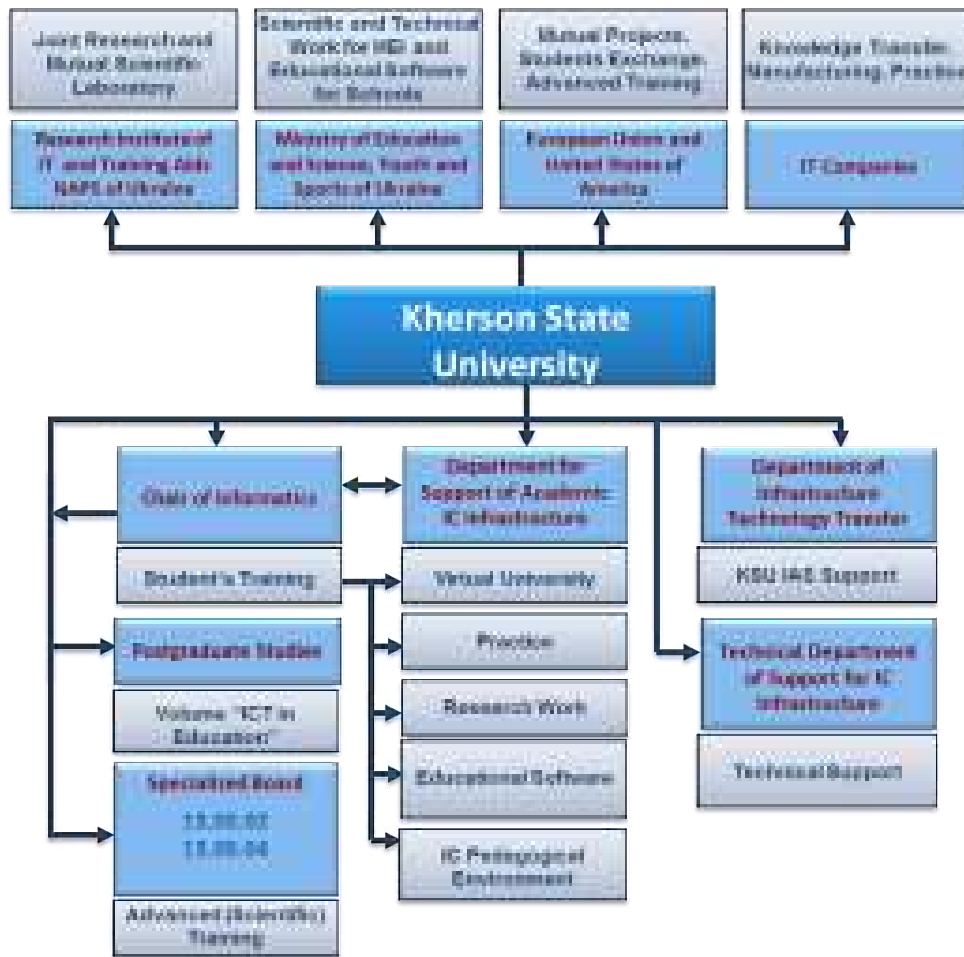 Joint Research and
Mutual Scientific
Laboratory
Scientific and Technical
Work for HEI and
Educational Software
for Schools
Mutual Projects,
Students Exchange,
Advanced Training
Knowledge Transfer,
Manufacturing, Practice
Research Institute of
IT and Training Aids
NAPS of Ukraine
Ministry of Education
and Science, Youth and
Sports of Ukraine
European Union and
United States of
America
IT Companies
Kherson State
University
Chair of Informatics
Department for
Support of Academic
IC Infrastructure
Department of
Infrastructure
Technology Transfer
Student's Training
Virtual University
KSU IAS Support
Postgraduate Studies
Practice
Technical Department
of Support for IC
Infrastructure
Volume "ICT in
Education"
Research Work
Technical Support
Specialized Board
13.00.02
13.00.04
Educational Software
IC Pedagogical
Environment
Advanced (Scientific)
Training